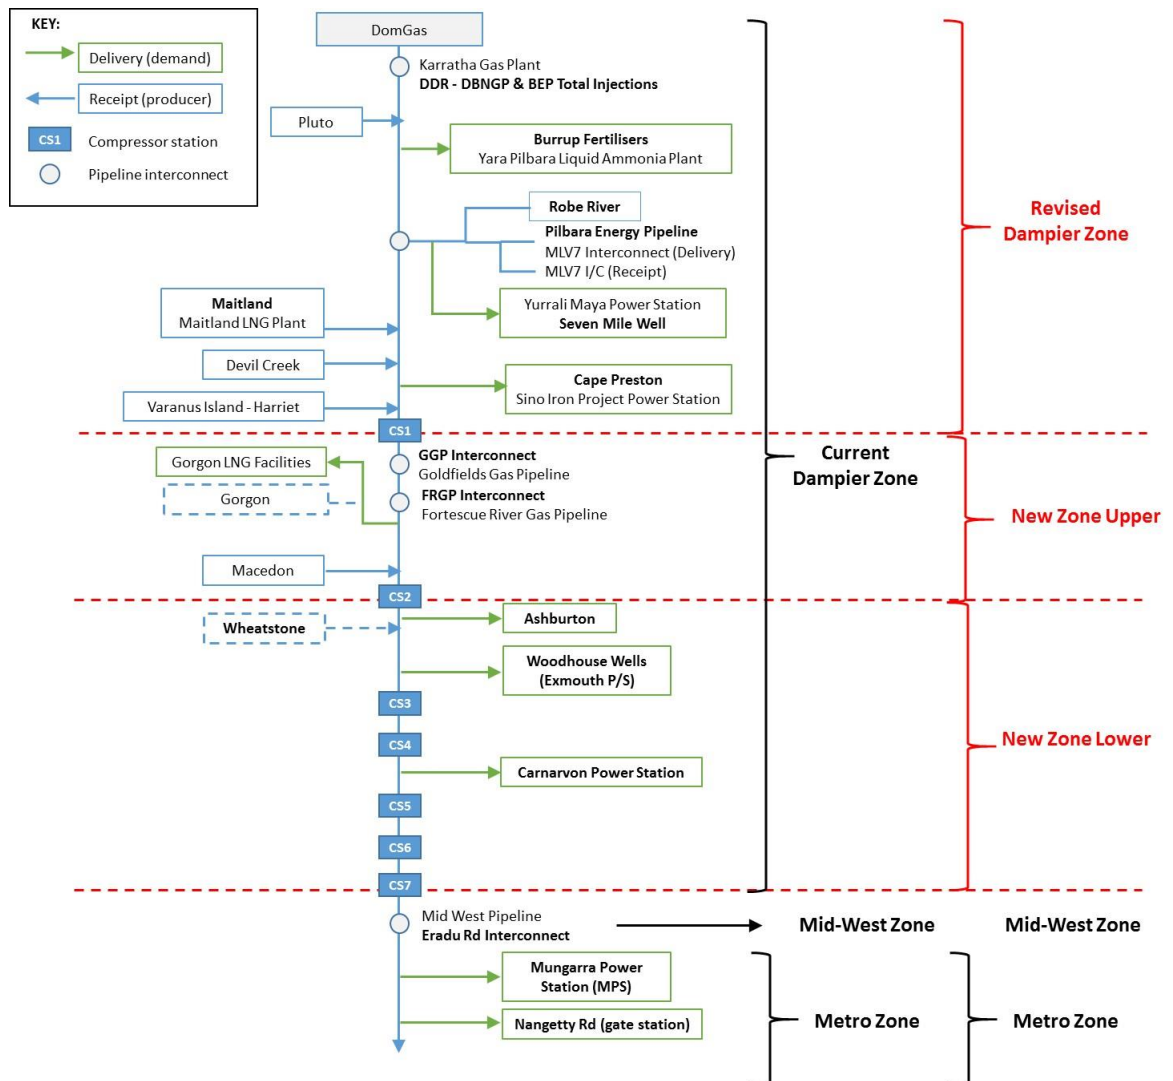 KEY:
Delivery (demand)
Receipt (producer)
CS1
Compressor station
Pipeline interconnect
DomGas
Karratha Gas Plant
DDR - DBNGP & BEP Total Injections
Pluto
Burrup Fertilisers
Yara Pilbara Liquid Ammonia Plant
Robe River
Pilbara Energy Pipeline
MLV7 Interconnect (Delivery)
MLV7 I/C (Receipt)
Revised
Dampier Zone
Maitland
Maitland LNG Plant
Yurrali Maya Power Station
Seven Mile Well
Devil Creek
Cape Preston
Sino Iron Project Power Station
Varanus Island - Harriet
CS1
Current
Dampier Zone
GGP Interconnect
Goldfields Gas Pipeline
Gorgon LNG Facilities
Gorgon
FRGP Interconnect
Fortescue River Gas Pipeline
New Zone Upper
Macedon
CS2
Wheatstone
Ashburton
Woodhouse Wells
(Exmouth P/S)
CS3
CS4
New Zone Lower
Carnarvon Power Station
CS5
CS6
CS7
Mid West Pipeline
Eradu Rd Interconnect
Mid-West Zone
Mid-West Zone
Mungarra Power
Station (MPS)
Nangetty Rd (gate station)
Metro Zone
Metro Zone